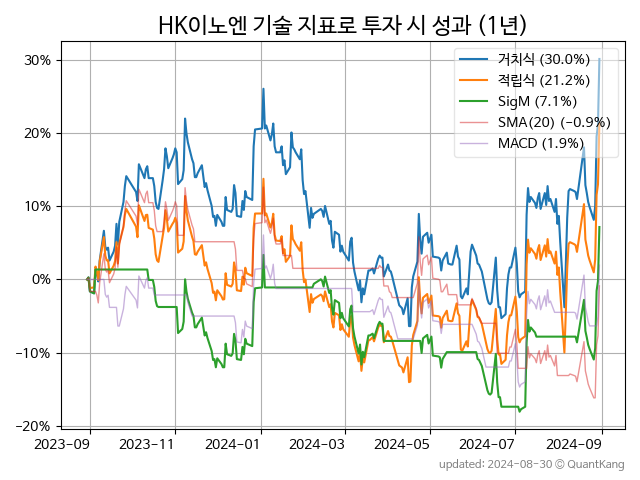 HK이노엔 기술 지표로 투자 시 성과 (1년)
거치식 (30.0%)
적립식 (21.2%)
SigM (7.1%)
SMA(20) (-0.9%)
MACD (1.9%)
30%
20%
10%
0%
-10%
-20%
2023-09
2023-11
2024-01
2024-03
2024-05
2024-07
2024-09
updated: 2024-08-30 © QuantKang